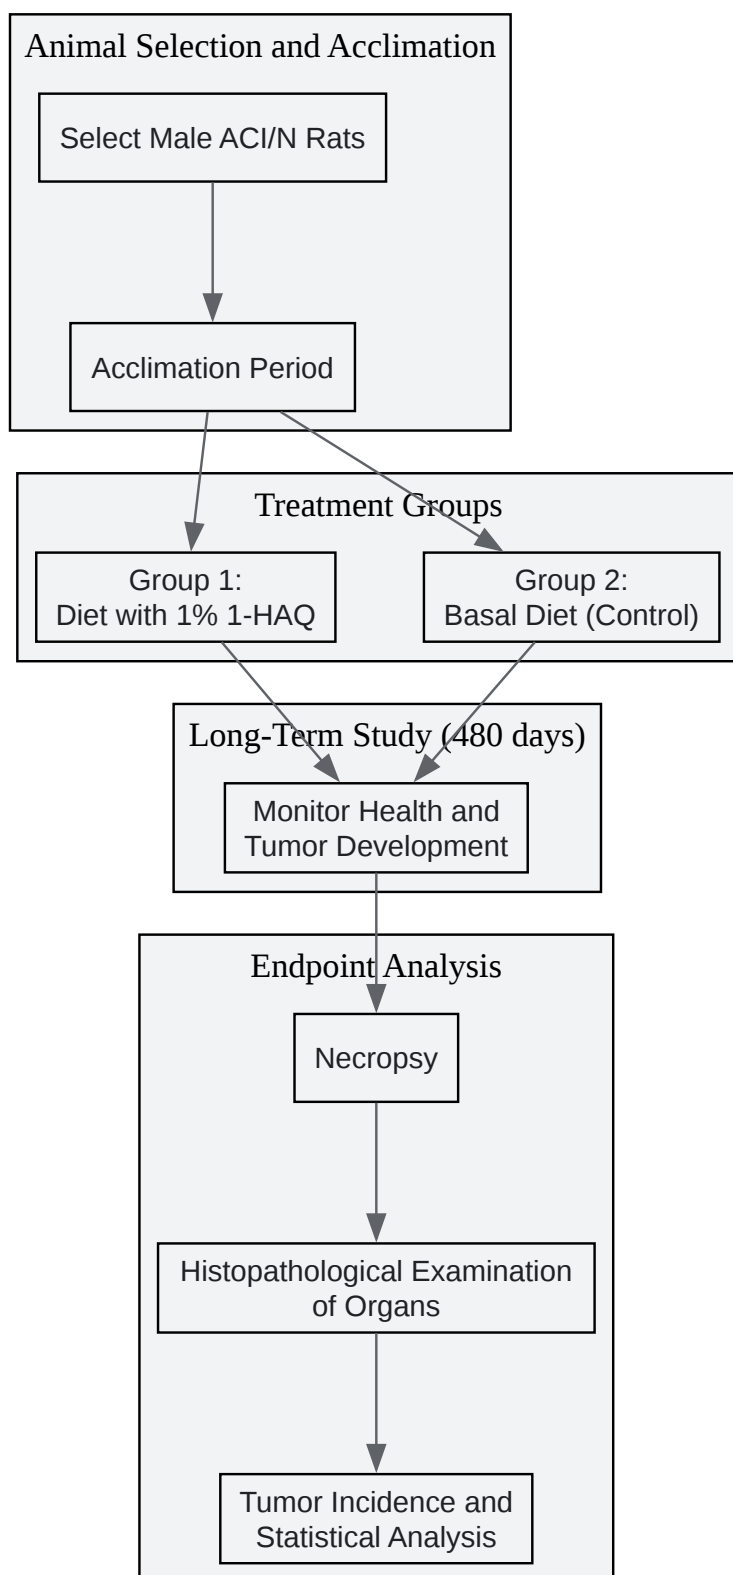 Animal Selection and Acclimation
Select Male ACI/N Rats
Acclimation Period
Treatment Groups
Group 1:
Diet with 1% 1-HAQ
Group 2:
Basal Diet (Control)
Long-Term Study (480 days)
Monitor Health and
Tumor Development
Endpoint Analysis
Necropsy
Histopathological Examination
of Organs
Tumor Incidence and
Statistical Analysis